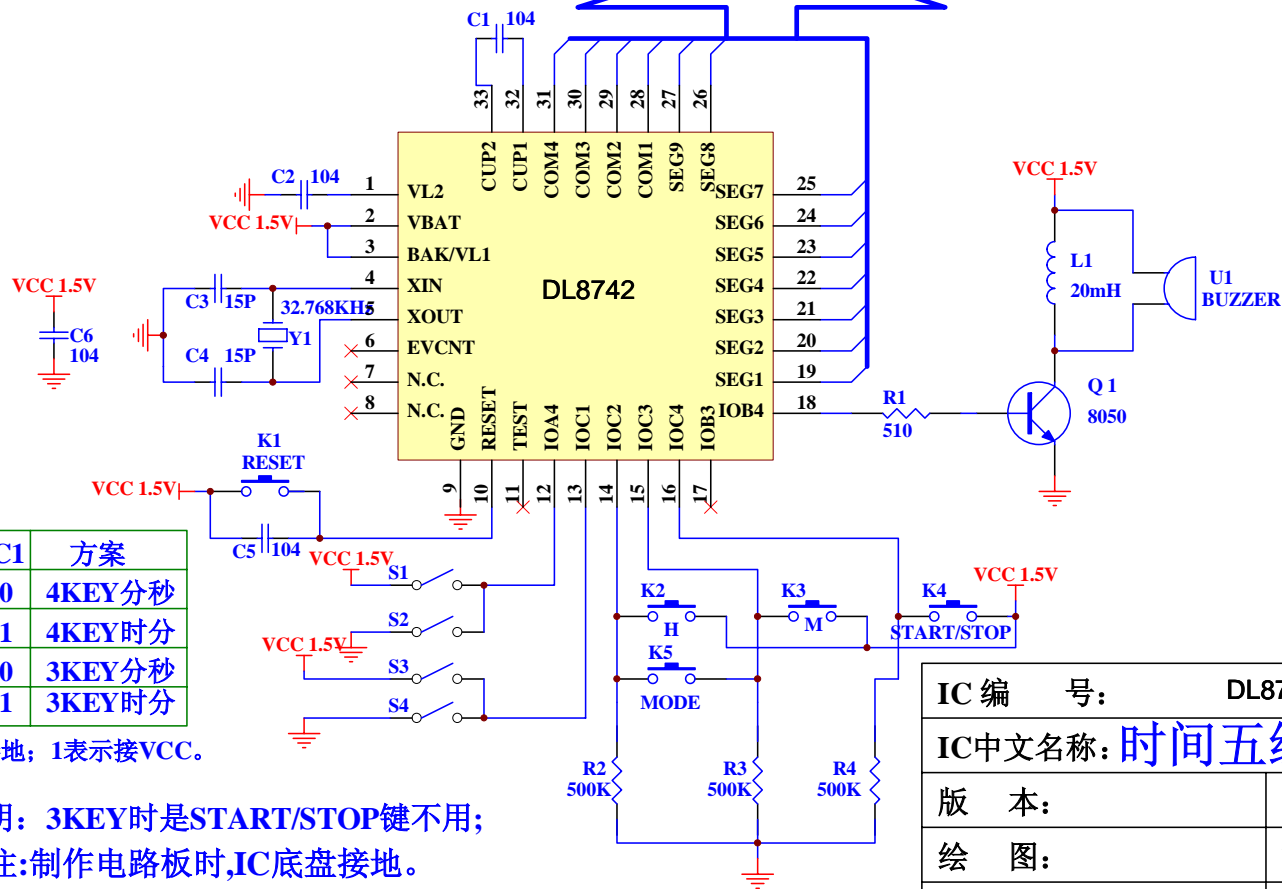 C1 104
33 32 31 30 29 28 27 26
CUP2 CUP1 COM4 COM3 COM2 COM1 SEG9 SEG8
C2 104
1 VL2
VCC 1.5V
2 VBAT
3 BAK/VL1
4 XIN
5 XOUT
6 EVCNT
7 N.C.
8 N.C.
DL8742
SEG7 25
SEG6 24
SEG5 23
SEG4 22
SEG3 21
SEG2 20
SEG1 19
IOB4 18
VCC 1.5V
C6
104
C3 15P
32.768KHz
Y1
C4 15P
VCC 1.5V
L1
20mH
U1
BUZZER
R1
510
Q1
8050
GND RESET TEST IOA4 IOC1 IOC2 IOC3 IOC4 IOB3
9 10 11 12 13 14 15 16 17
K1
RESET
VCC 1.5V
C5 104
VCC 1.5V
S1
S2
VCC 1.5V
S3
S4
K2
H
K3
M
K4
START/STOP
VCC 1.5V
K5
MODE
R2
500K
R3
500K
R4
500K
C1 方案
0 4KEY分秒
1 4KEY时分
0 3KEY分秒
1 3KEY时分
地；1表示接VCC。
明：3KEY时是START/STOP键不用;
注:制作电路板时,IC底盘接地。
IC 编 号： DL87
IC中文名称：时间五
版 本：
绘 图：